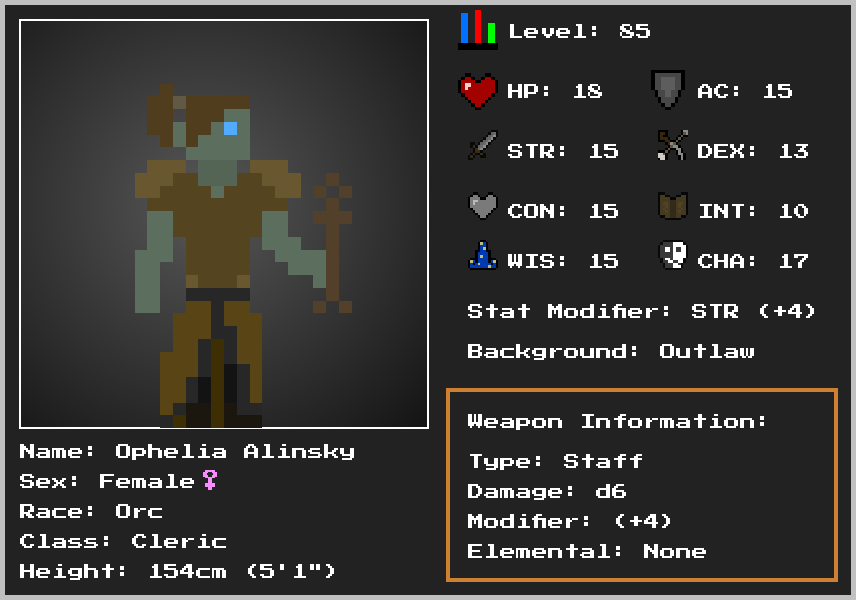 Level: 85
HP: 18 AC: 15
STR: 15 DEX: 13
CON: 15 INT: 10
WIS: 15 CHA: 17
Stat Modifier: STR (+4)
Background: Outlaw
Weapon Information:
Type: Staff
Damage: d6
Modifier: (+4)
Elemental: None
Name: Ophelia Alinsky
Sex: Female♀
Race: Orc
Class: Cleric
Height: 154cm (5'1")